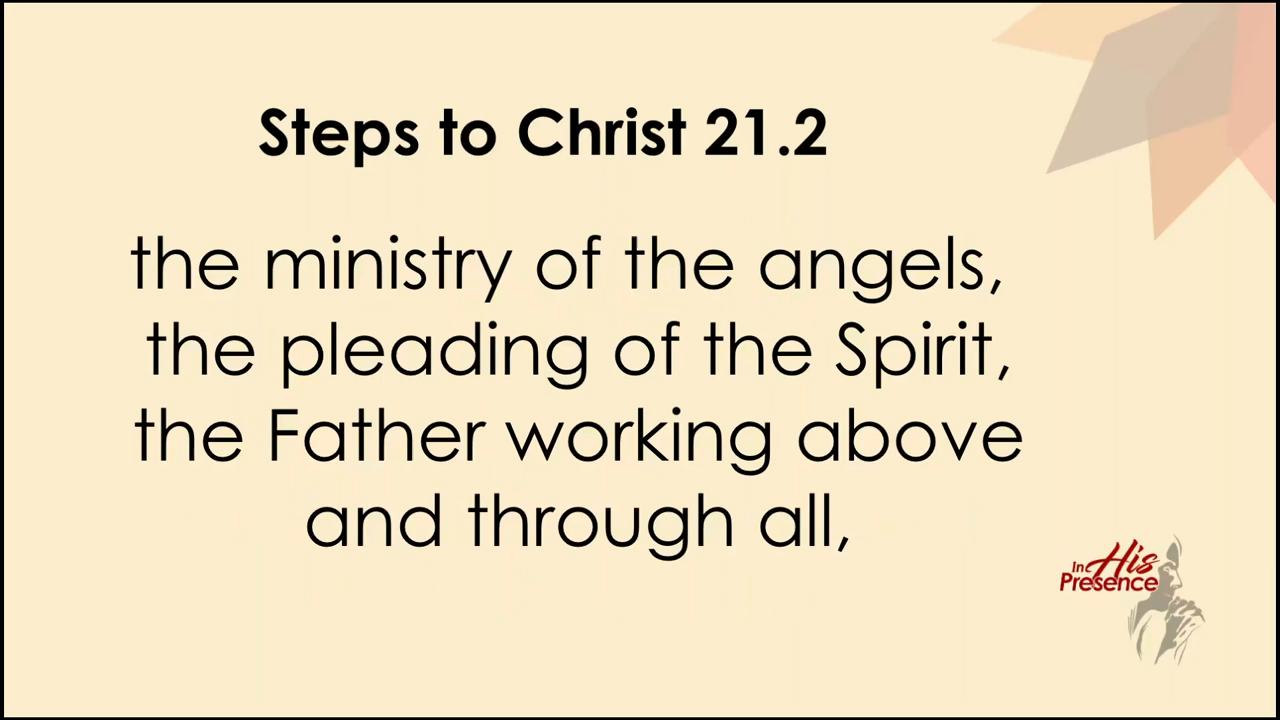 Steps to Christ 21.2
the ministry of the angels,
the pleading of the Spirit,
the Father working above
and through all,
In His
Presence